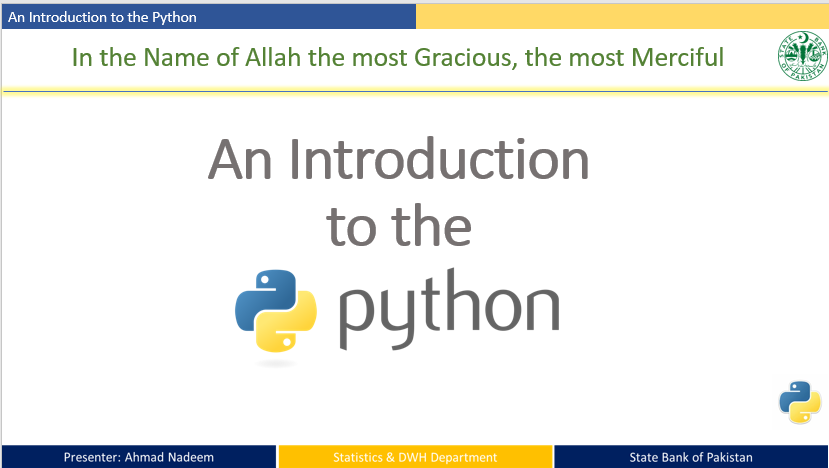 An Introduction to the Python
In the Name of Allah the most Gracious, the most Merciful
STATE BANK OF PAKISTAN
An Introduction
to the
python
Presenter: Ahmad Nadeem
Statistics & DWH Department
State Bank of Pakistan